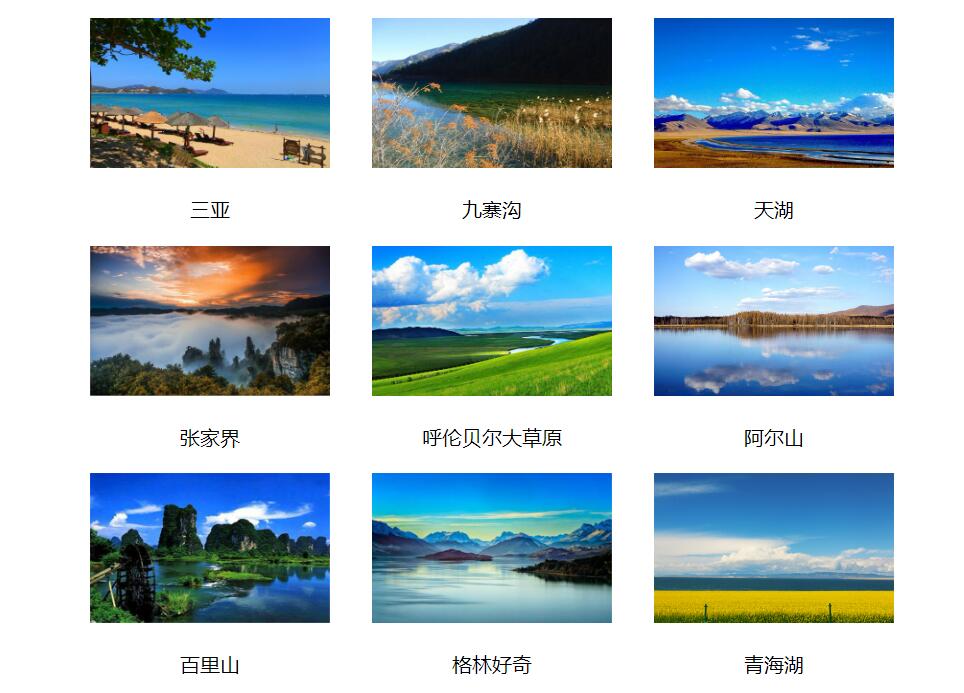 三亚
九寨沟
天湖
张家界
呼伦贝尔大草原
阿尔山
百里山
格林好奇
青海湖